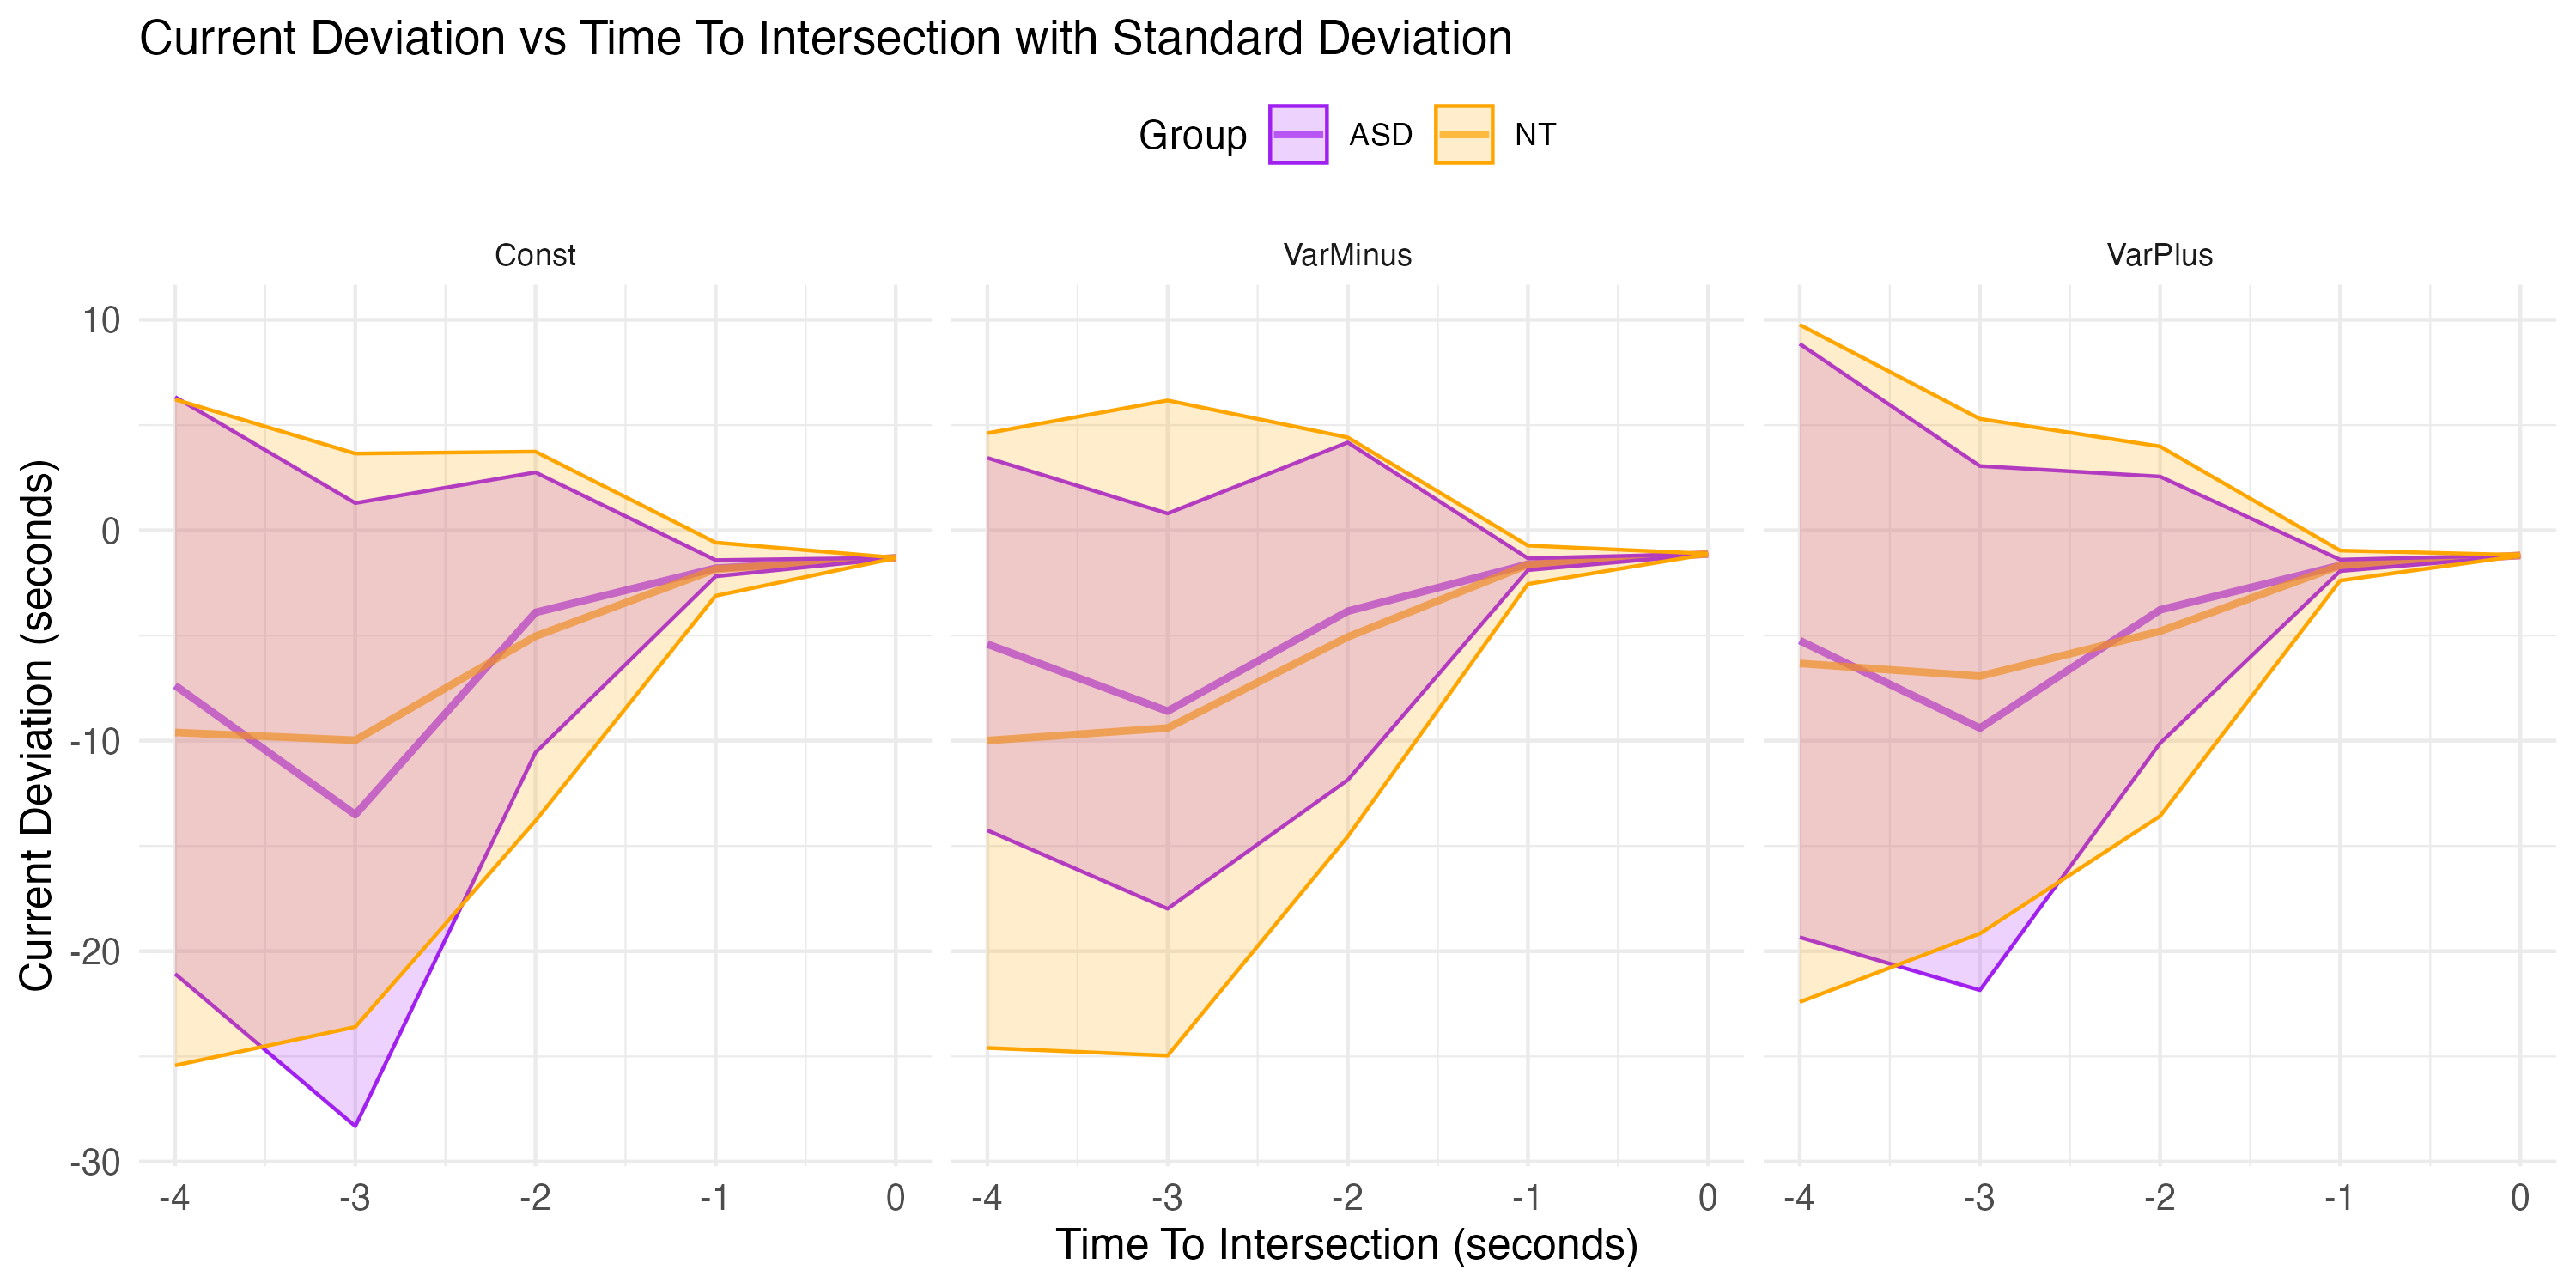 Current Deviation vs Time To Intersection with Standard Deviation
Group ASD NT
Const VarMinus VarPlus
Current Deviation (seconds)
10
0
-10
-20
-30
-4 -3 -2 -1 0 -4 -3 -2 -1 0 -4 -3 -2 -1 0
Time To Intersection (seconds)